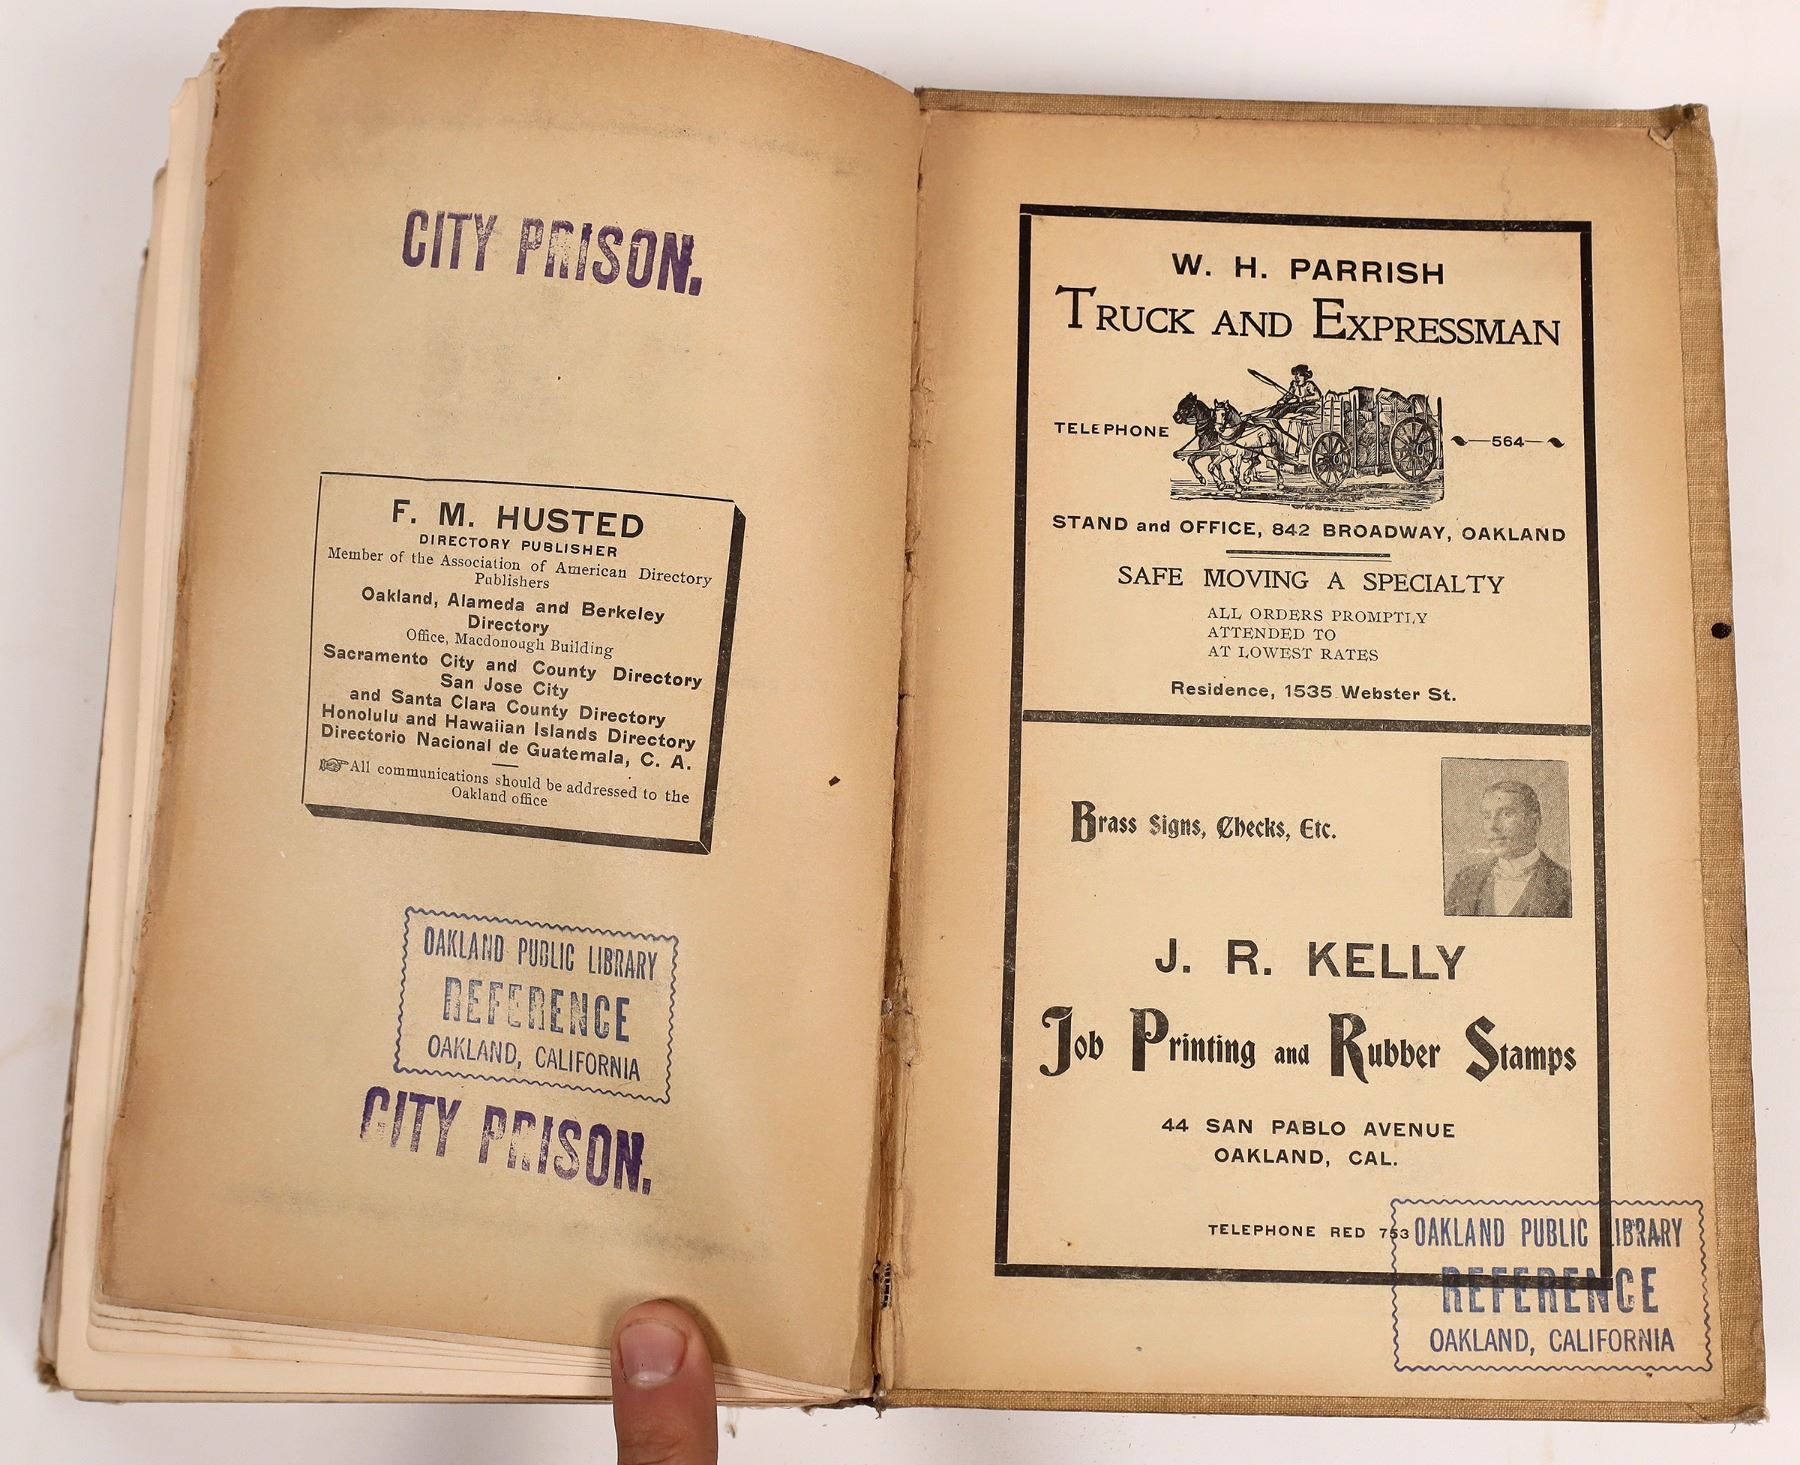 CITY PRISON.
F. M. HUSTED
DIRECTORY PUBLISHER
Member of the Association of American Directory
Publishers
Oakland, Alameda and Berkeley
Directory
Office, Macdonough Building
Sacramento City and County Directory
San Jose City
and Santa Clara County Directory
Honolulu and Hawaiian Islands Directory
Directorio Nacional de Guatemala, C. A.
All communications should be addressed to the
Oakland office
OAKLAND PUBLIC LIBRARY
REFERENCE
OAKLAND, CALIFORNIA
CITY PRISON.
W. H. PARRISH
TRUCK AND EXPRESSMAN
TELEPHONE 564
STAND and OFFICE, 842 BROADWAY, OAKLAND
SAFE MOVING A SPECIALTY
ALL ORDERS PROMPTLY
ATTENDED TO
AT LOWEST RATES
Residence, 1535 Webster St.
Brass Signs, Checks, Etc.
J. R. KELLY
Job Printing and Rubber Stamps
44 SAN PABLO AVENUE
OAKLAND, CAL.
TELEPHONE RED 753
OAKLAND PUBLIC LIBRARY
REFERENCE
OAKLAND, CALIFORNIA